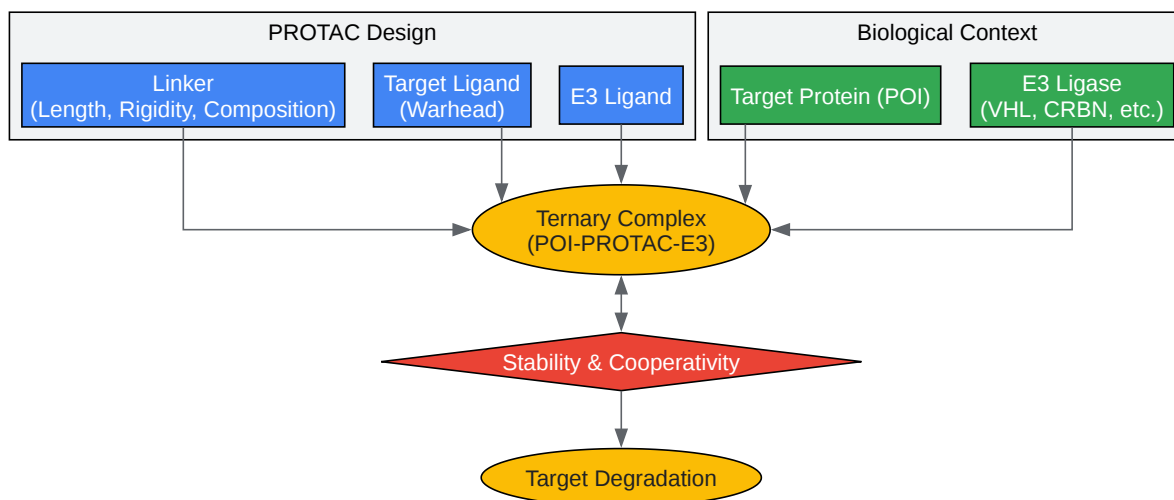 PROTAC Design
Biological Context
Linker
(Length, Rigidity, Composition)
Target Ligand
(Warhead)
E3 Ligand
Target Protein (POI)
E3 Ligase
(VHL, CRBN, etc.)
Ternary Complex
(POI-PROTAC-E3)
Stability & Cooperativity
Target Degradation